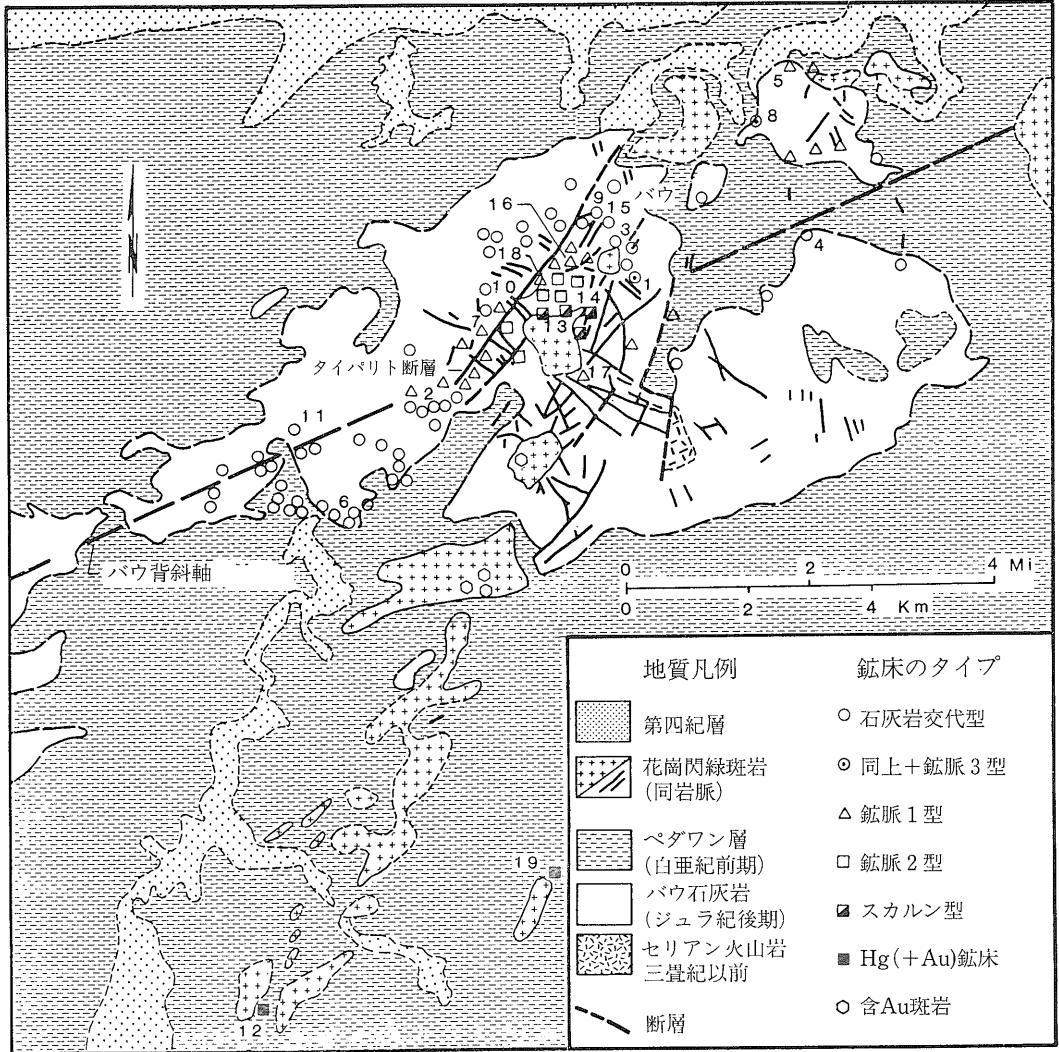 5
8
バウ
9
15
16
3
4
18
1
10
14
7
13
タイパリト断層
17
2
11
6
バウ背斜軸
0 2 4 Mi
0 2 4 Km
19
12
地質凡例
第四紀層
花崗閃緑斑岩
(同岩脈)
ペダワン層
(白亜紀前期)
バウ石灰岩
(ジュラ紀後期)
セリアン火山岩
三畳紀以前
断層
鉱床のタイプ
石灰岩交代型
同上+鉱脈3型
鉱脈1型
鉱脈2型
スカルン型
Hg(+Au)鉱床
含Au斑岩